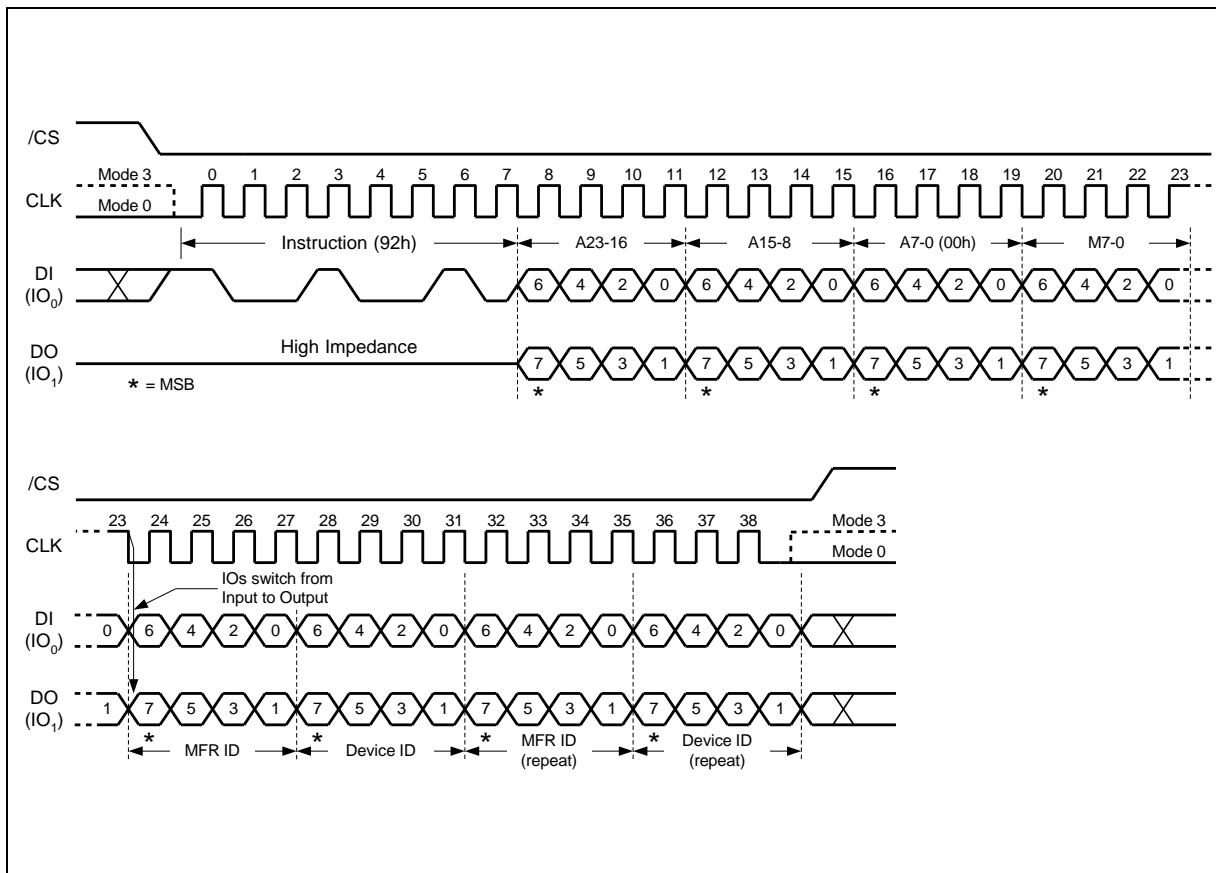 /CS
Mode 3 0 1 2 3 4 5 6 7 8 9 10 11 12 13 14 15 16 17 18 19 20 21 22 23
CLK Mode 0
Instruction (92h) A23-16 A15-8 A7-0 (00h) M7-0
DI
(IO0) 6 4 2 0 6 4 2 0 6 4 2 0 6 4 2 0
High Impedance
DO
(IO1) 7 5 3 1 7 5 3 1 7 5 3 1 7 5 3 1
* = MSB * * * *
/CS
23 24 25 26 27 28 29 30 31 32 33 34 35 36 37 38 Mode 3
CLK Mode 0
IOs switch from
Input to Output
DI
(IO0) 0 6 4 2 0 6 4 2 0 6 4 2 0 6 4 2 0
DO
(IO1) 1 7 5 3 1 7 5 3 1 7 5 3 1 7 5 3 1
* * * *
MFR ID Device ID MFR ID
(repeat) Device ID
(repeat)